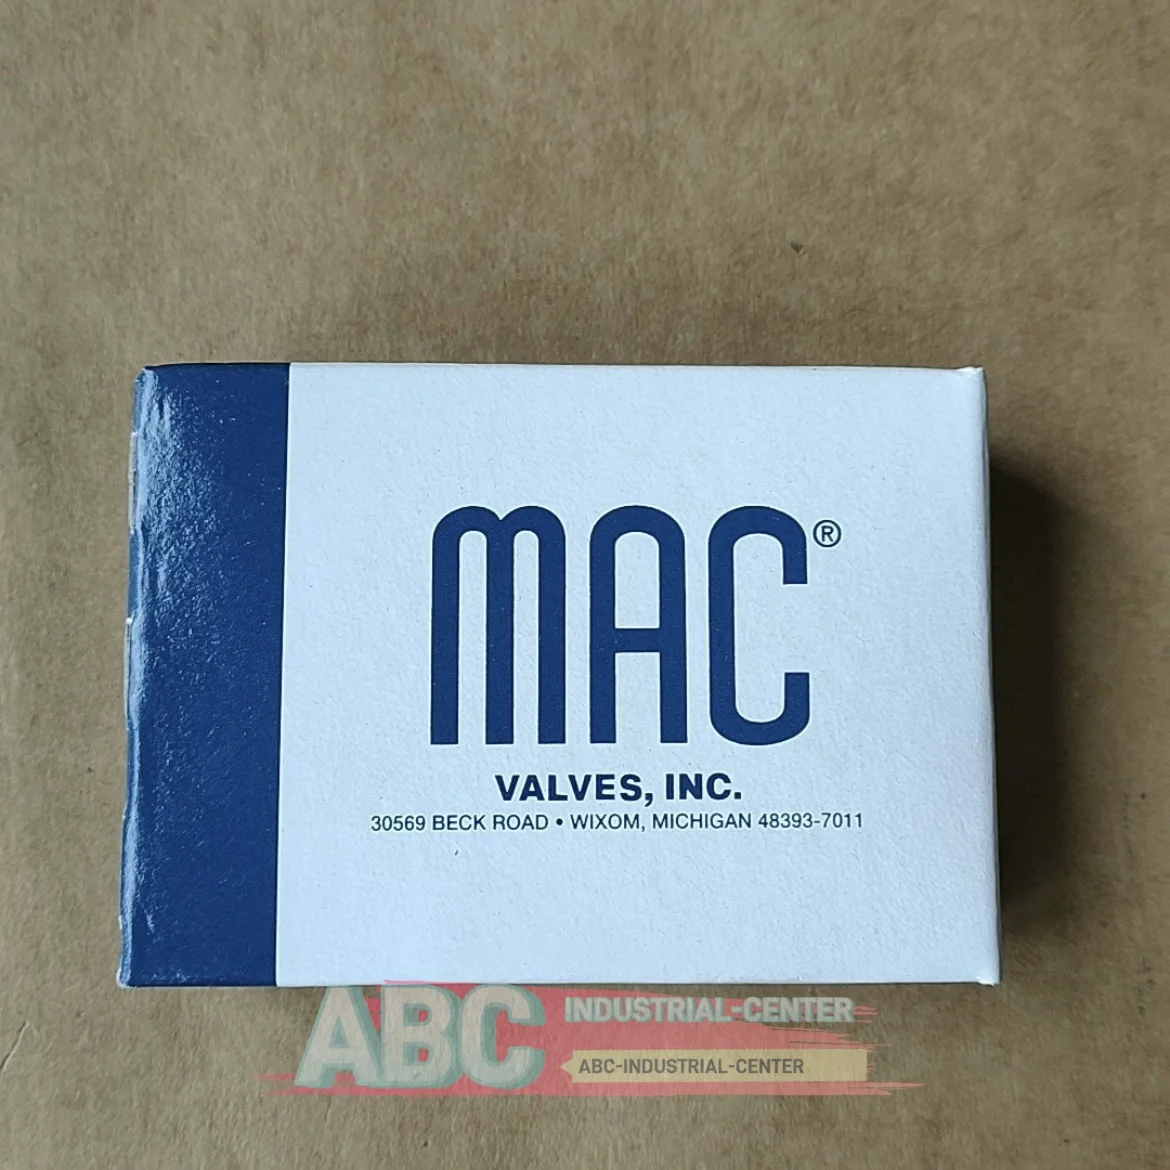 MAC®
VALVES, INC.
30569 BECK ROAD • WIXOM, MICHIGAN 48393-7011
ABC INDUSTRIAL-CENTER
ABC-INDUSTRIAL-CENTER